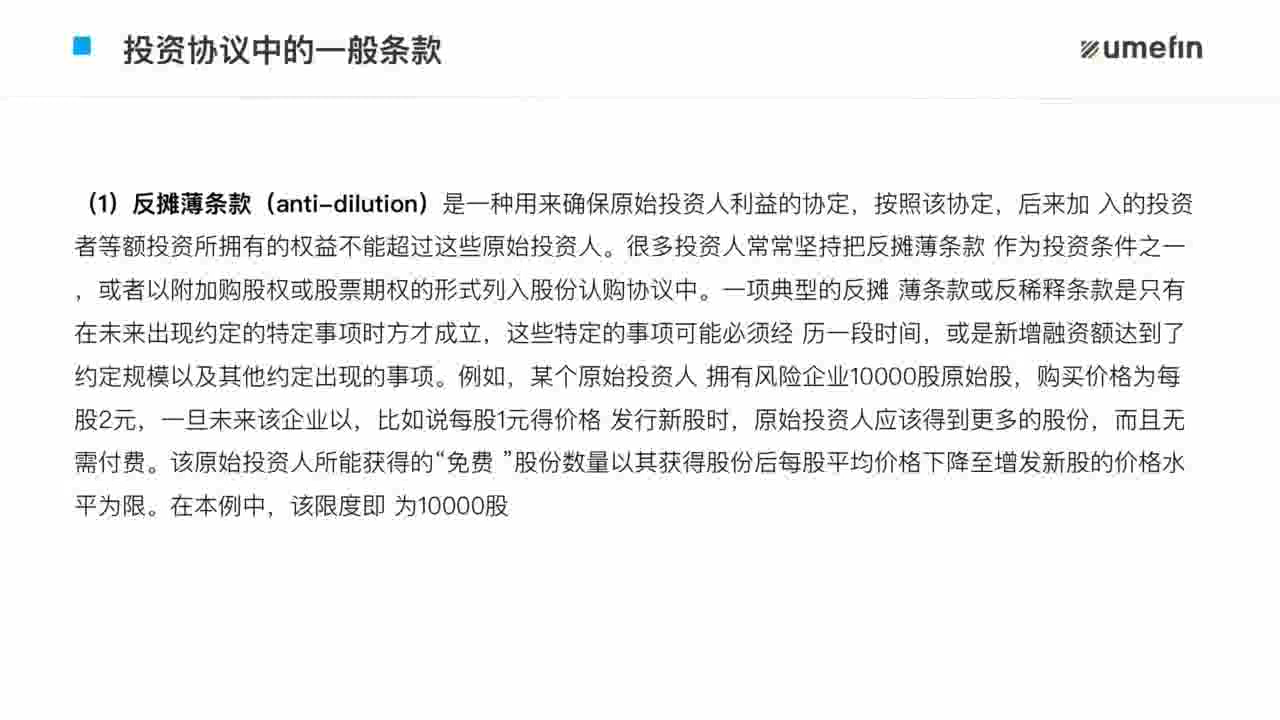 投资协议中的一般条款
umefin
（1）反摊薄条款（anti-dilution）是一种用来确保原始投资人利益的协定，按照该协定，后来加 入的投资
者等额投资所拥有的权益不能超过这些原始投资人。很多投资人常常坚持把反摊薄条款 作为投资条件之一
，或者以附加购股权或股票期权的形式列入股份认购协议中。一项典型的反摊 薄条款或反稀释条款是只有
在未来出现约定的特定事项时方才成立，这些特定的事项可能必须经 历一段时间，或是新增融资额达到了
约定规模以及其他约定出现的事项。例如，某个原始投资人 拥有风险企业10000股原始股，购买价格为每
股2元，一旦未来该企业以，比如说每股1元得价格 发行新股时，原始投资人应该得到更多的股份，而且无
需付费。该原始投资人所能获得的“免费 ”股份数量以其获得股份后每股平均价格下降至增发新股的价格水
平为限。在本例中，该限度即 为10000股